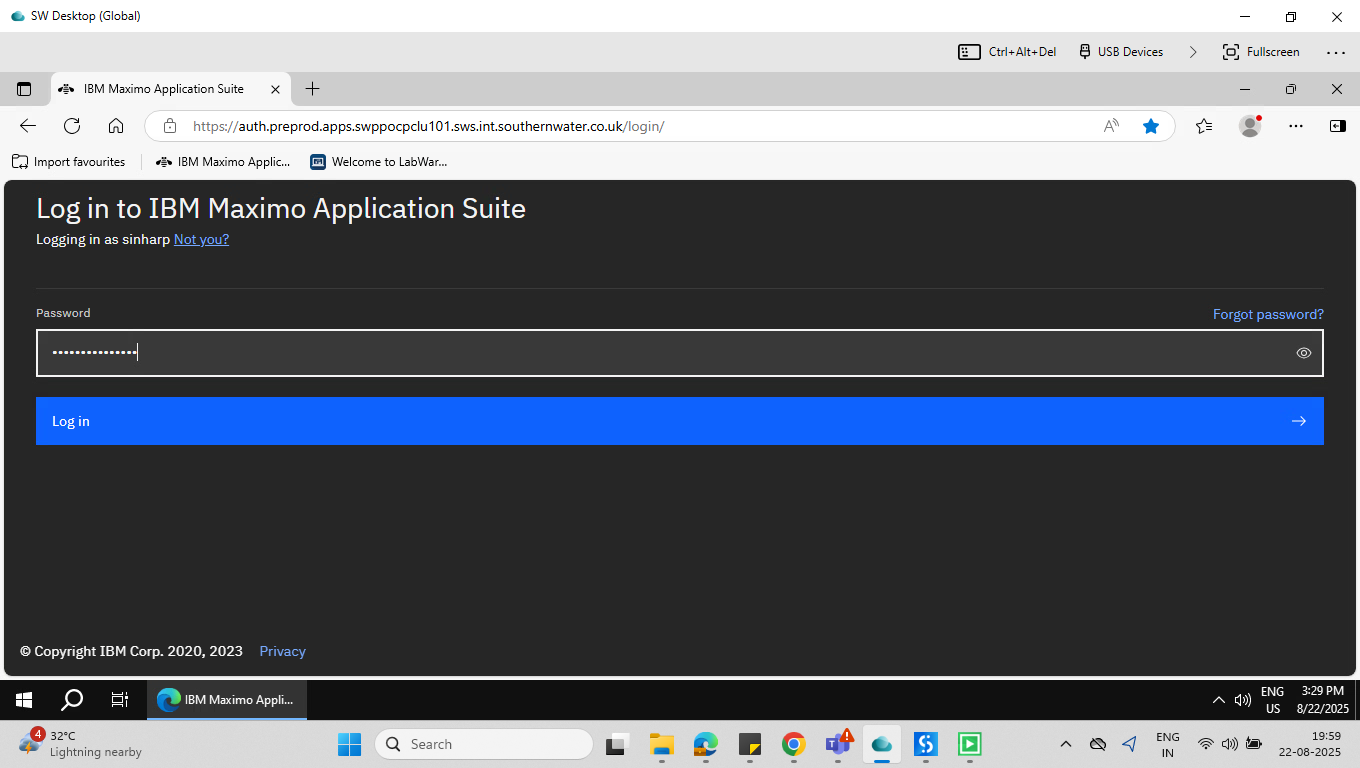 SW Desktop (Global)
Ctrl+Alt+Del
USB Devices
Fullscreen
IBM Maximo Application Suite
https://auth.preprod.apps.swppocpclu101.sws.int.southernwater.co.uk/login/
Import favourites
IBM Maximo Applic...
Welcome to LabWar...
Log in to IBM Maximo Application Suite
Logging in as sinharp Not you?
Password
Forgot password?
Log in
© Copyright IBM Corp. 2020, 2023 Privacy
IBM Maximo Appli...
ENG
US
3:29 PM
8/22/2025
4
32°C
Lightning nearby
Search
ENG
IN
19:59
22-08-2025